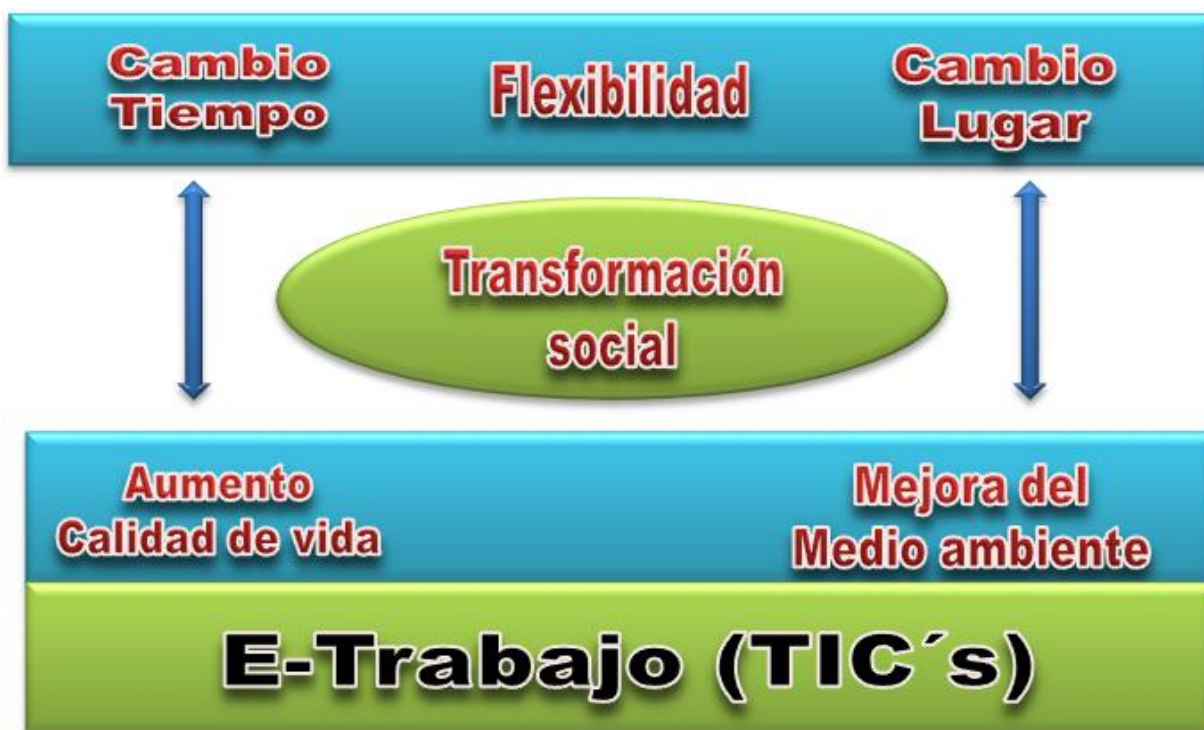 Cambio
Tiempo
Flexibilidad
Cambio
Lugar
Transformación
social
Aumento
Calidad de vida
Mejora del
Medio ambiente
E-Trabajo (TIC´s)